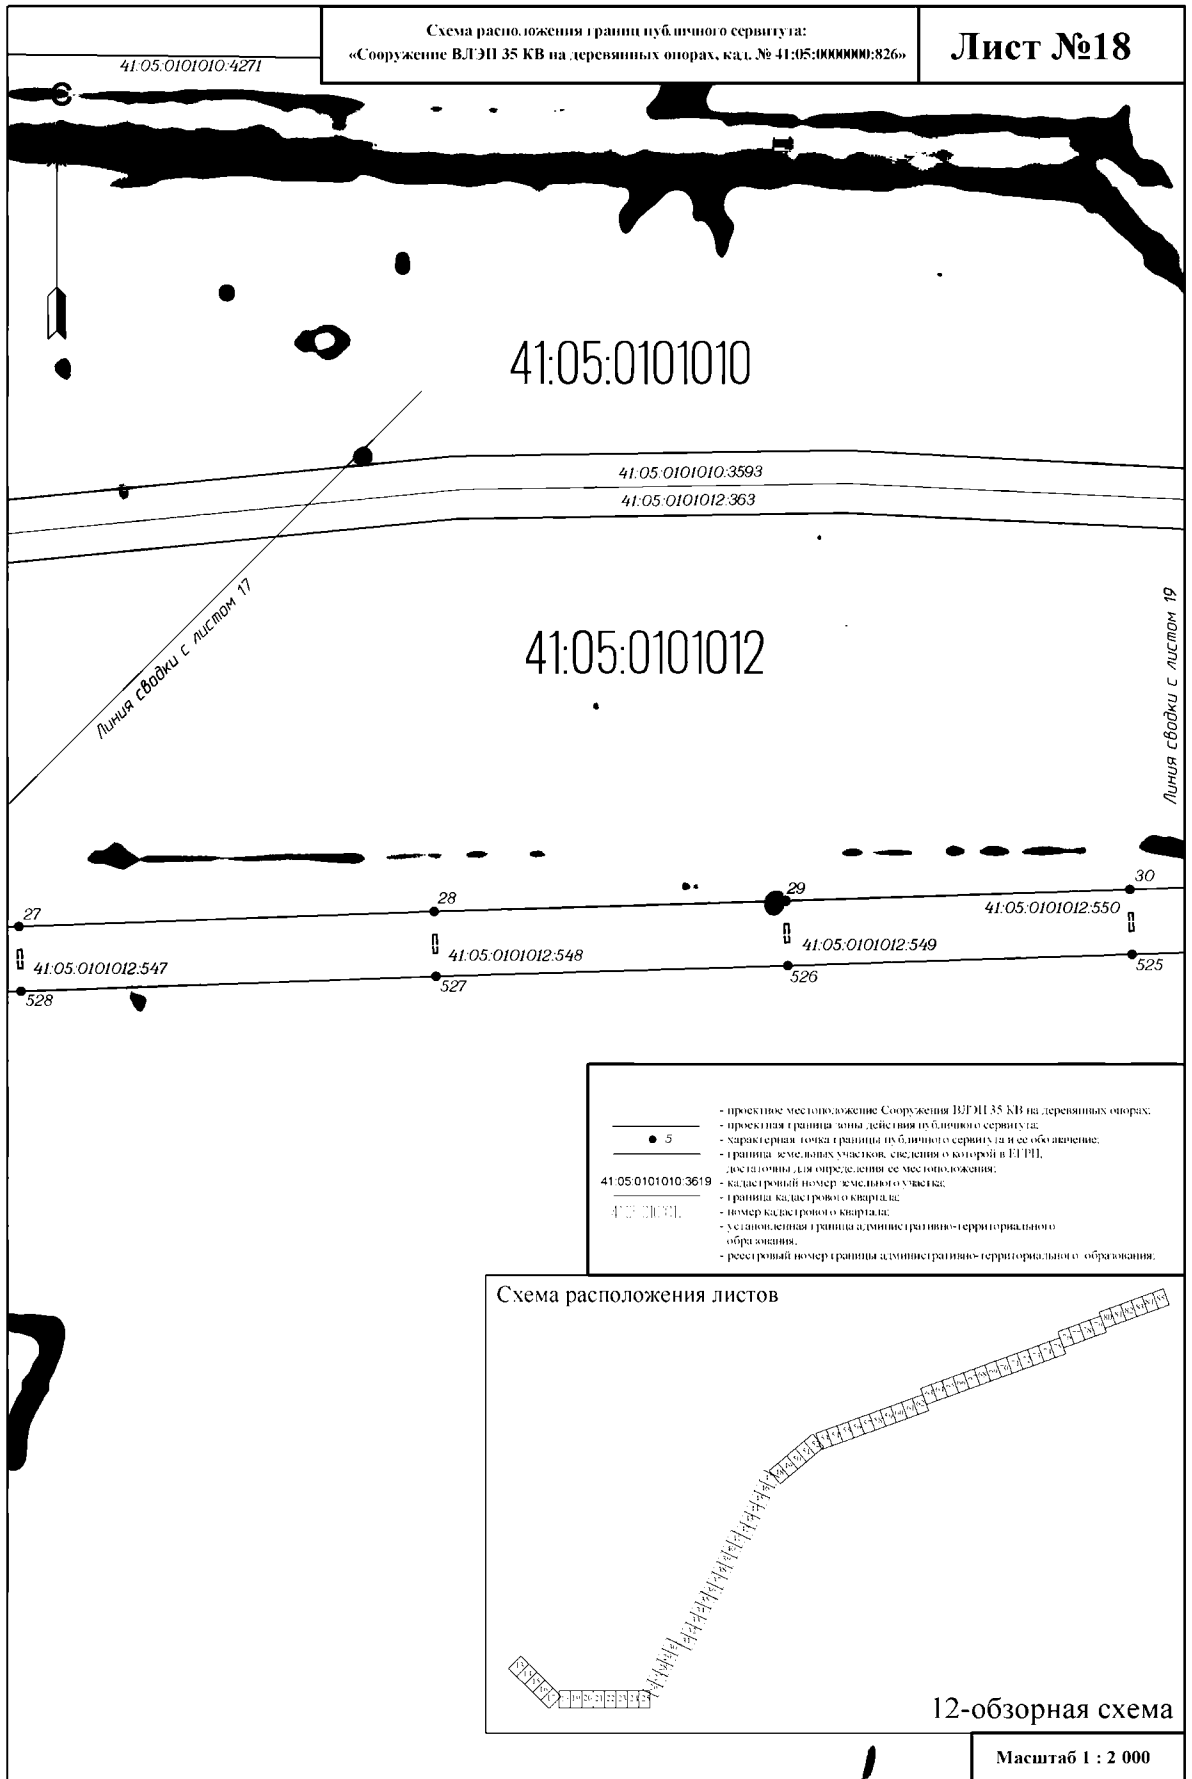 Схема расположения границ публичного сервитута:
«Сооружение ВЛЭП 35 КВ на деревянных опорах, кад. № 41:05:0000000:826»
Лист №18
41:05:0101010:4271
С
41:05:0101010
41:05:0101010:3593
41:05:0101012:363
Линия сводки с листом 17
41:05:0101012
Линия сводки с листом 19
27
28
29
30
41:05:0101012:550
41:05:0101012:547
41:05:0101012:548
41:05:0101012:549
528
527
526
525
- проектное местоположение Сооружения ВЛЭП 35 КВ на деревянных опорах;
- проектная граница зоны действия публичного сервитута;
5
- характерная точка границы публичного сервитута и ее обозначение;
- граница земельных участков, сведения о которой в ЕГРН,
достаточны для определения ее местоположения;
41:05:0101010:3619 - кадастровый номер земельного участка;
- граница кадастрового квартала;
- номер кадастрового квартала;
- установленная граница административно-территориального
образования;
- реестровый номер границы административно-территориального образования;
Схема расположения листов
12-обзорная схема
Масштаб 1 : 2 000